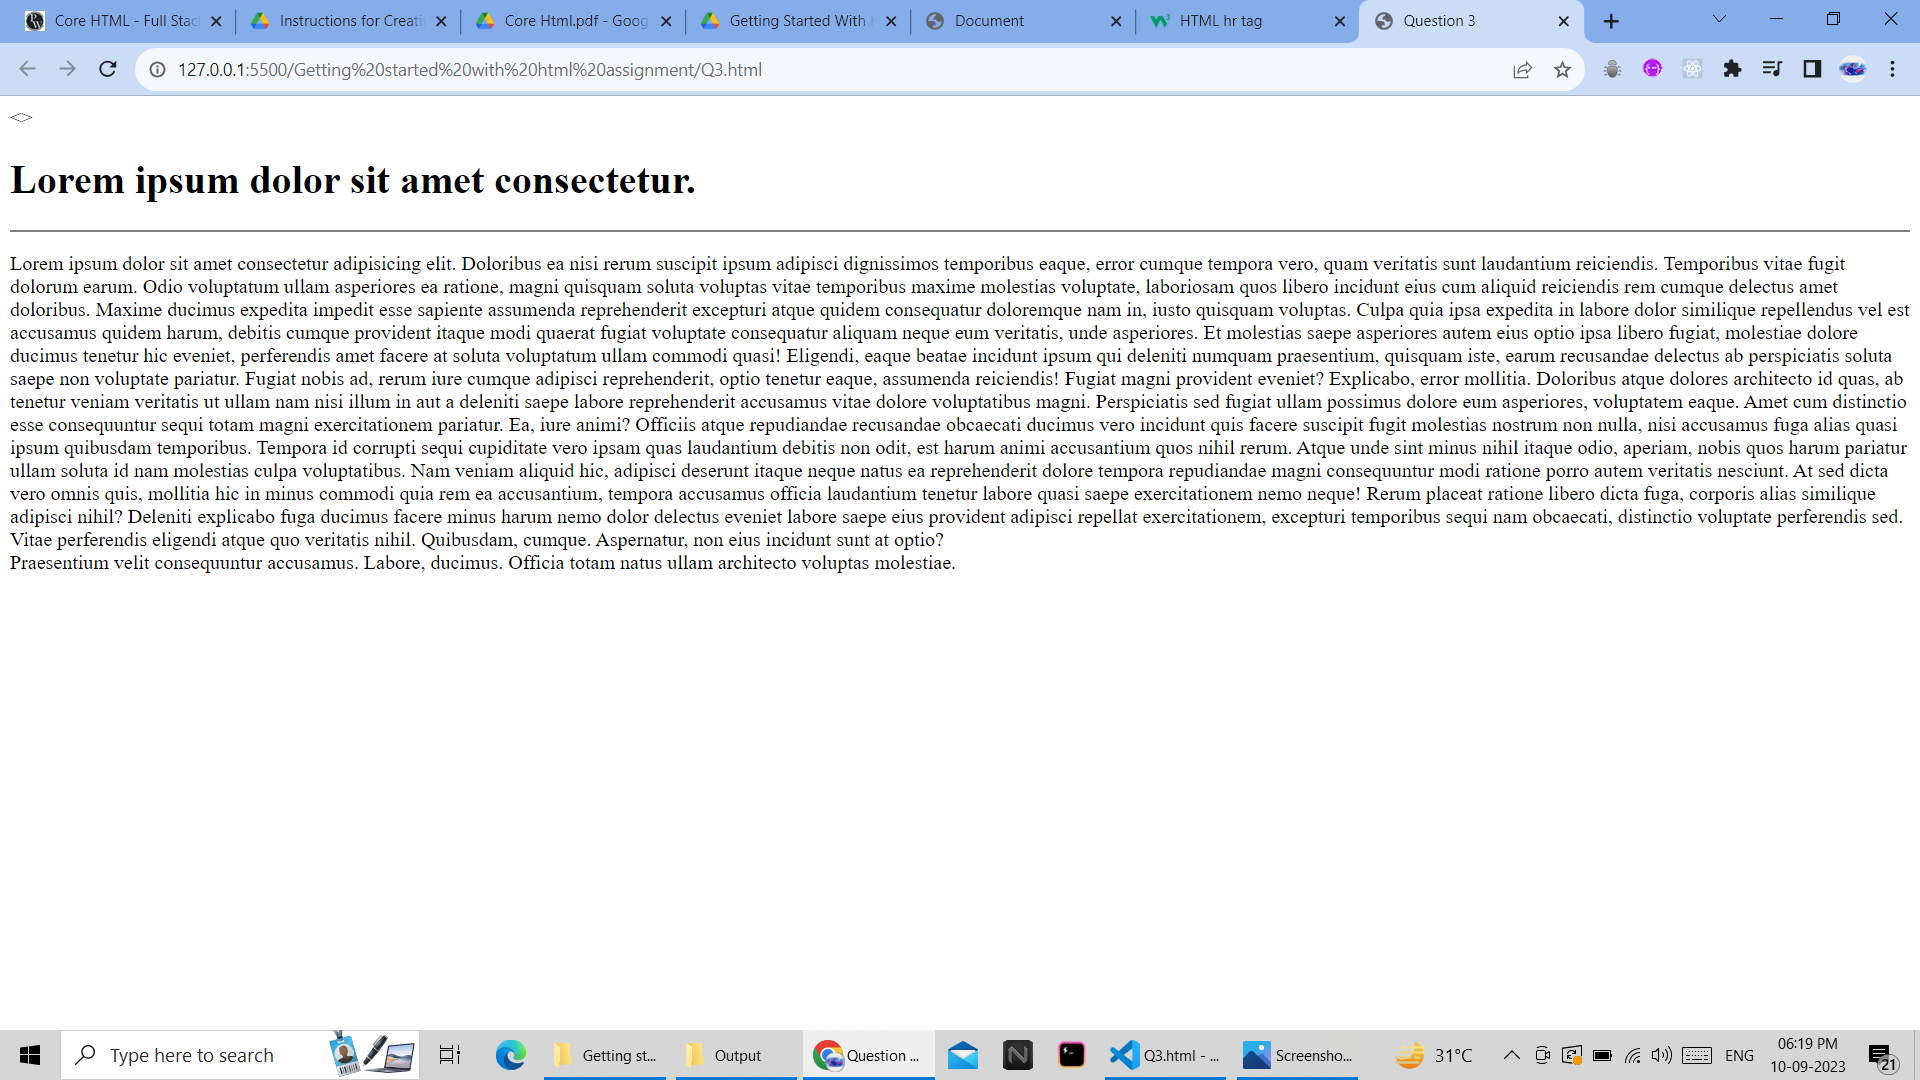 Core HTML - Full Stac
Instructions for Creati
Core Html.pdf - Goog
Getting Started With H
Document
HTML hr tag
Question 3
127.0.0.1:5500/Getting%20started%20with%20html%20assignment/Q3.html
<>
Lorem ipsum dolor sit amet consectetur.
Lorem ipsum dolor sit amet consectetur adipisicing elit. Doloribus ea nisi rerum suscipit ipsum adipisci dignissimos temporibus eaque, error cumque tempora vero, quam veritatis sunt laudantium reiciendis. Temporibus vitae fugit
dolorum earum. Odio voluptatum ullam asperiores ea ratione, magni quisquam soluta voluptas vitae temporibus maxime molestias voluptate, laboriosam quos libero incidunt eius cum aliquid reiciendis rem cumque delectus amet
doloribus. Maxime ducimus expedita impedit esse sapiente assumenda reprehenderit excepturi atque quidem consequatur doloremque nam in, iusto quisquam voluptas. Culpa quia ipsa expedita in labore dolor similique repellendus vel est
accusamus quidem harum, debitis cumque provident itaque modi quaerat fugiat voluptate consequatur aliquam neque eum veritatis, unde asperiores. Et molestias saepe asperiores autem eius optio ipsa libero fugiat, molestiae dolore
ducimus tenetur hic eveniet, perferendis amet facere at soluta voluptatum ullam commodi quasi! Eligendi, eaque beatae incidunt ipsum qui deleniti numquam praesentium, quisquam iste, earum recusandae delectus ab perspiciatis soluta
saepe non voluptate pariatur. Fugiat nobis ad, rerum iure cumque adipisci reprehenderit, optio tenetur eaque, assumenda reiciendis! Fugiat magni provident eveniet? Explicabo, error mollitia. Doloribus atque dolores architecto id quas, ab
tenetur veniam veritatis ut ullam nam nisi illum in aut a deleniti saepe labore reprehenderit accusamus vitae dolore voluptatibus magni. Perspiciatis sed fugiat ullam possimus dolore eum asperiores, voluptatem eaque. Amet cum distinctio
esse consequuntur sequi totam magni exercitationem pariatur. Ea, iure animi? Officiis atque repudiandae recusandae obcaecati ducimus vero incidunt quis facere suscipit fugit molestias nostrum non nulla, nisi accusamus fuga alias quasi
ipsum quibusdam temporibus. Tempora id corrupti sequi cupiditate vero ipsam quas laudantium debitis non odit, est harum animi accusantium quos nihil rerum. Atque unde sint minus nihil itaque odio, aperiam, nobis quos harum pariatur
ullam soluta id nam molestias culpa voluptatibus. Nam veniam aliquid hic, adipisci deserunt itaque neque natus ea reprehenderit dolore tempora repudiandae magni consequuntur modi ratione porro autem veritatis nesciunt. At sed dicta
vero omnis quis, mollitia hic in minus commodi quia rem ea accusantium, tempora accusamus officia laudantium tenetur labore quasi saepe exercitationem nemo neque! Rerum placeat ratione libero dicta fuga, corporis alias similique
adipisci nihil? Deleniti explicabo fuga ducimus facere minus harum nemo dolor delectus eveniet labore saepe eius provident adipisci repellat exercitationem, excepturi temporibus sequi nam obcaecati, distinctio voluptate perferendis sed.
Vitae perferendis eligendi atque quo veritatis nihil. Quibusdam, cumque. Aspernatur, non eius incidunt sunt at optio?
Praesentium velit consequuntur accusamus. Labore, ducimus. Officia totam natus ullam architecto voluptas molestiae.
Type here to search
Getting st...
Output
Question ...
Q3.html - ...
Screensho...
31°C
ENG
06:19 PM
10-09-2023
21